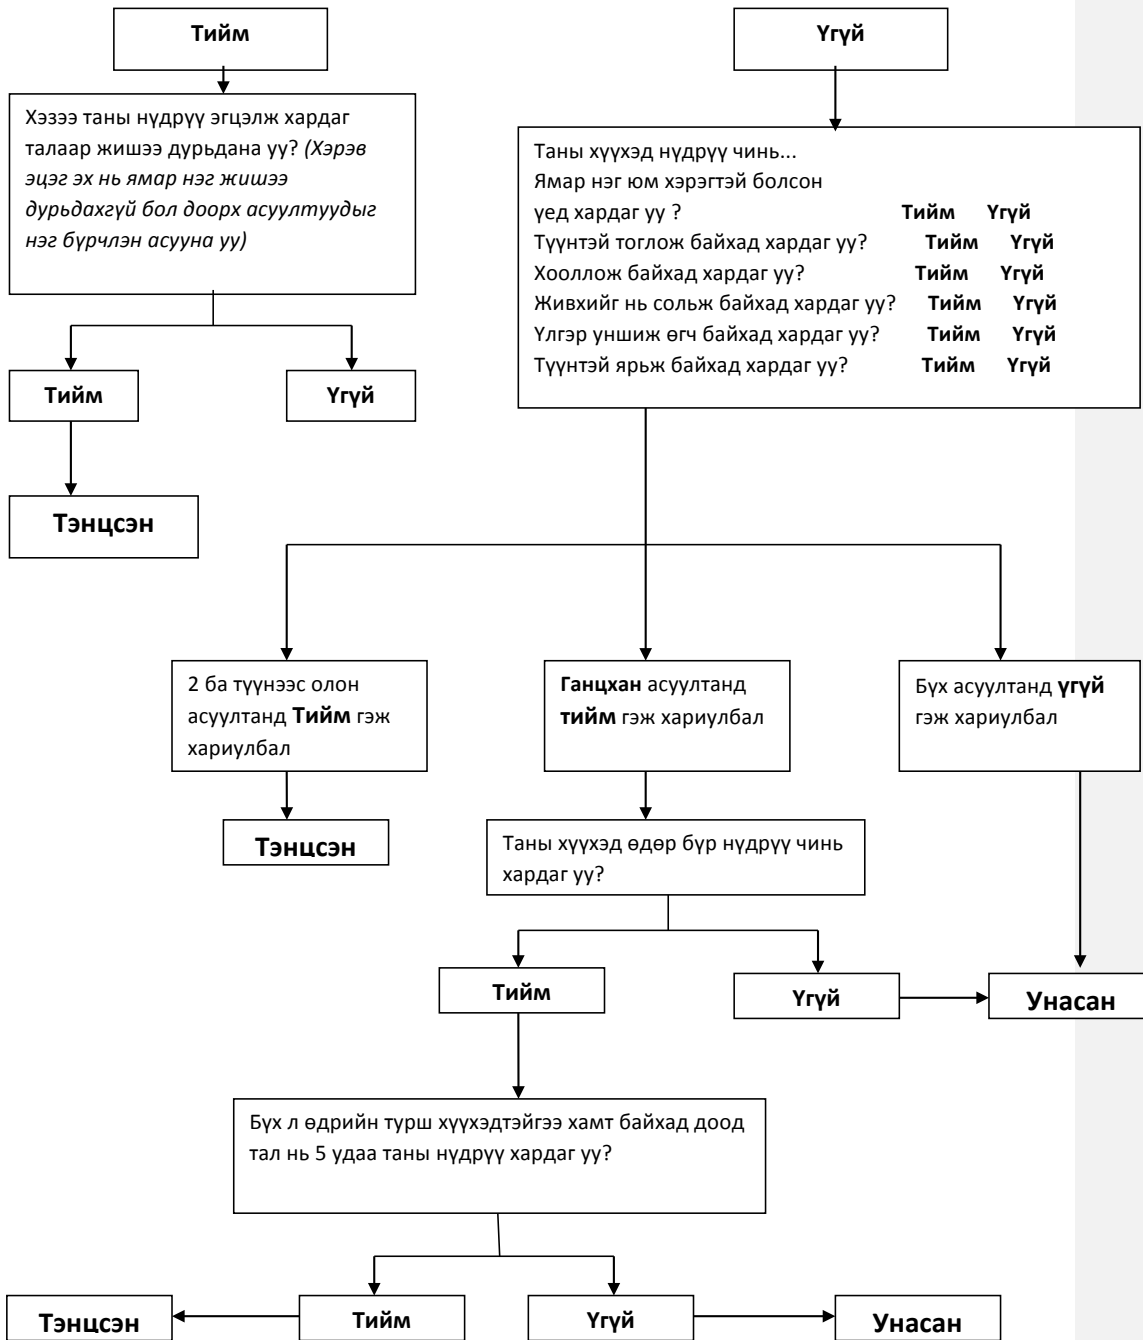 Тийм
Үгүй
Хэзээ таны нүдрүү эгцэлж хардаг
талаар жишээ дурьдана уу? (Хэрэв
эцэг эх нь ямар нэг жишээ
дурьдахгүй бол доорх асуултуудыг
нэг бүрчлэн асууна уу)
Таны хүүхэд нүдрүү чинь...
Ямар нэг юм хэрэгтэй болсон
үед хардаг уу ? Тийм Үгүй
Түүнтэй тоглож байхад хардаг уу? Тийм Үгүй
Хооллож байхад хардаг уу? Тийм Үгүй
Живхийг нь сольж байхад хардаг уу? Тийм Үгүй
Үлгэр уншиж өгч байхад хардаг уу? Тийм Үгүй
Түүнтэй ярьж байхад хардаг уу? Тийм Үгүй
Тийм
Үгүй
Тэнцсэн
2 ба түүнээс олон
асуултанд Тийм гэж
хариулбал
Ганцхан асуултанд
тийм гэж хариулбал
Бүх асуултанд үгүй
гэж хариулбал
Тэнцсэн
Таны хүүхэд өдөр бүр нүдрүү чинь
хардаг уу?
Тийм
Үгүй
Унасан
Бүх л өдрийн турш хүүхэдтэйгээ хамт байхад доод
тал нь 5 удаа таны нүдрүү хардаг уу?
Тэнцсэн
Тийм
Үгүй
Унасан